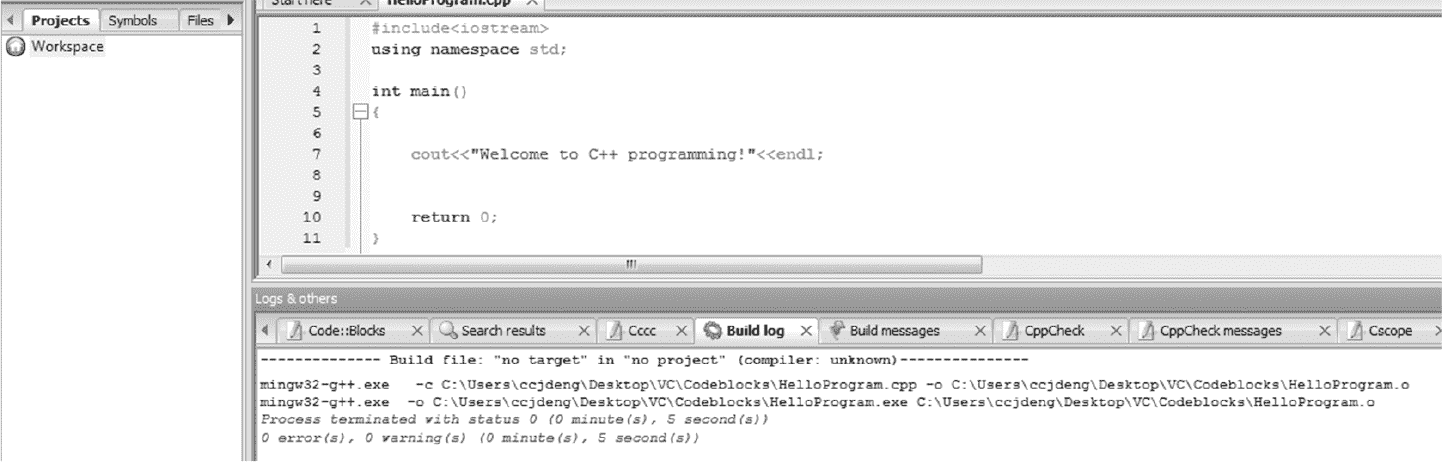 Projects Symbols Files
Workspace
Start here HelloProgram.cpp
1 #include<iostream>
2 using namespace std;
3
4 int main()
5 {
6
7 cout<<"Welcome to C++ programming!"<<endl;
8
9
10 return 0;
11 }
Logs & others
Code::Blocks Search results Cccc Build log Build messages CppCheck CppCheck messages Cscope
-------------- Build file: "no target" in "no project" (compiler: unknown)---------------
mingw32-g++.exe -c C:\Users\ccjdeng\Desktop\VC\Codeblocks\HelloProgram.cpp -o C:\Users\ccjdeng\Desktop\VC\Codeblocks\HelloProgram.o
mingw32-g++.exe -o C:\Users\ccjdeng\Desktop\VC\Codeblocks\HelloProgram.exe C:\Users\ccjdeng\Desktop\VC\Codeblocks\HelloProgram.o
Process terminated with status 0 (0 minute(s), 5 second(s))
0 error(s), 0 warning(s) (0 minute(s), 5 second(s))